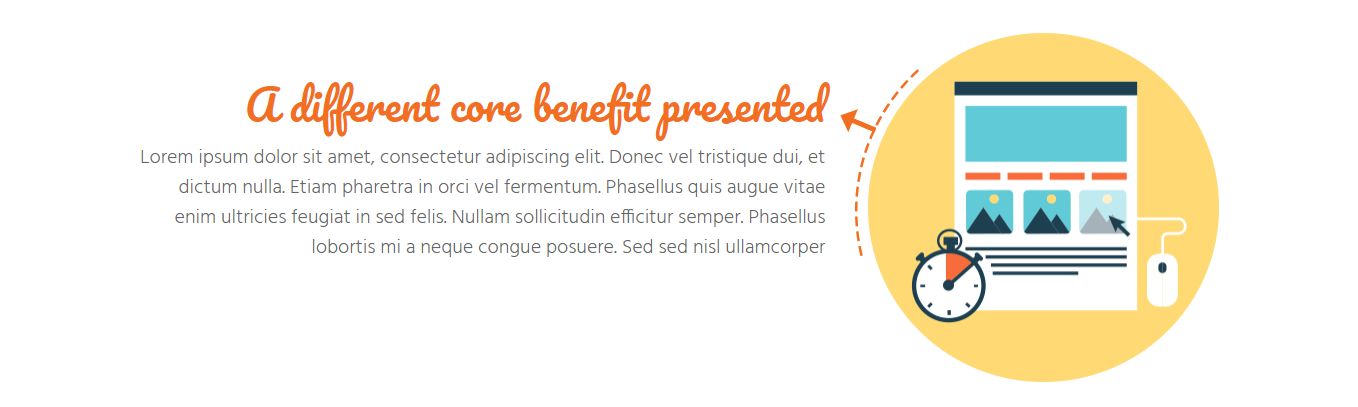 A different core benefit presented
Lorem ipsum dolor sit amet, consectetur adipiscing elit. Donec vel tristique dui, et
dictum nulla. Etiam pharetra in orci vel fermentum. Phasellus quis augue vitae
enim ultricies feugiat in sed felis. Nullam sollicitudin efficitur semper. Phasellus
lobortis mi a neque congue posuere. Sed sed nisl ullamcorper